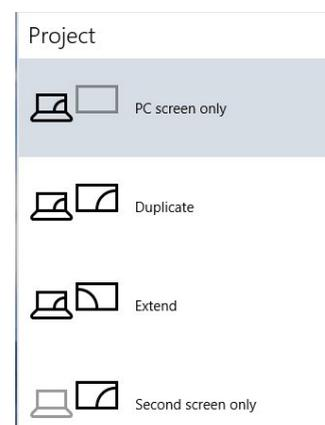 Project
PC screen only
Duplicate
Extend
Second screen only